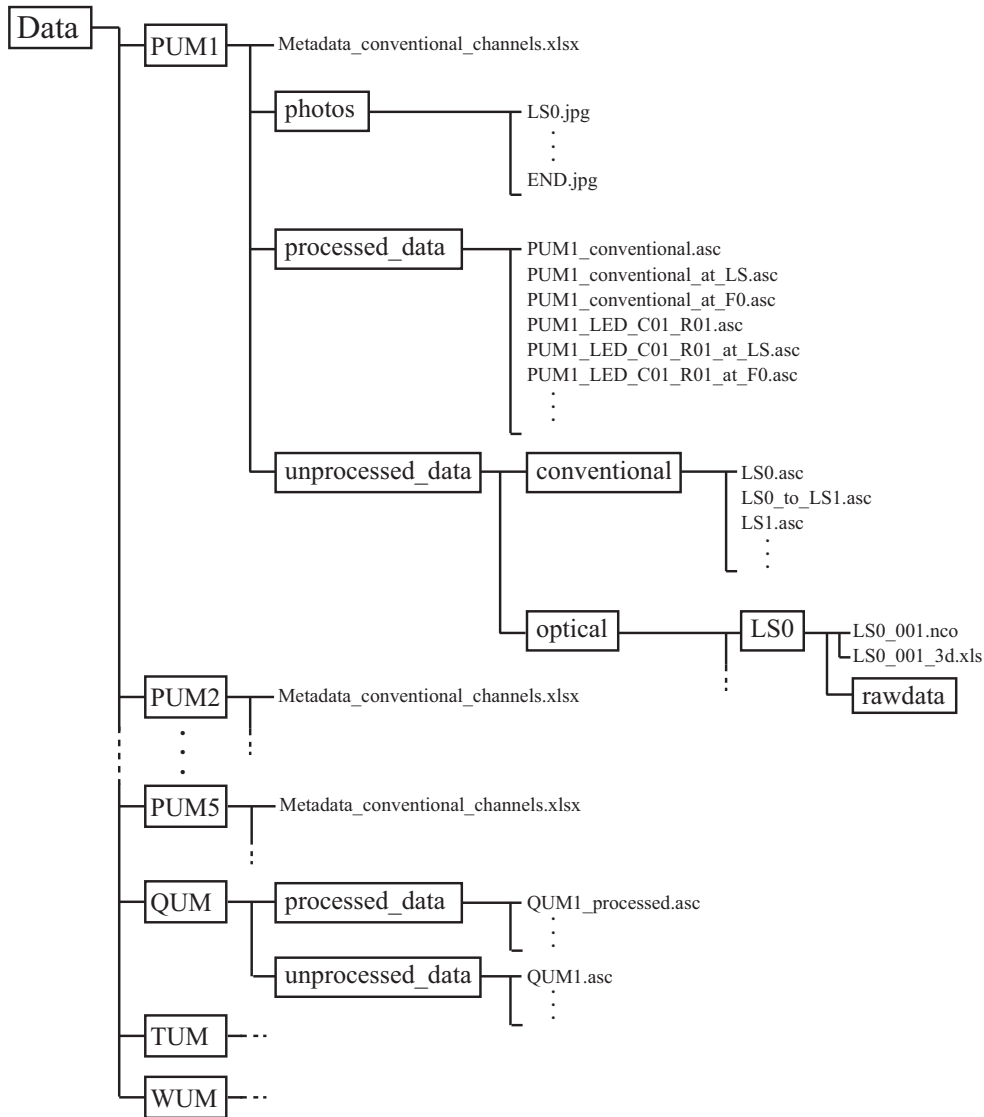 Data
PUM1
Metadata_conventional_channels.xlsx
photos
LS0.jpg
END.jpg
processed_data
PUM1_conventional.asc
PUM1_conventional_at_LS.asc
PUM1_conventional_at_F0.asc
PUM1_LED_C01_R01.asc
PUM1_LED_C01_R01_at_LS.asc
PUM1_LED_C01_R01_at_F0.asc
unprocessed_data
conventional
LS0.asc
LS0_to_LS1.asc
LS1.asc
optical
LS0
LS0_001.nco
LS0_001_3d.xls
rawdata
PUM2
Metadata_conventional_channels.xlsx
PUM5
Metadata_conventional_channels.xlsx
QUM
processed_data
QUM1_processed.asc
unprocessed_data
QUM1.asc
TUM
WUM